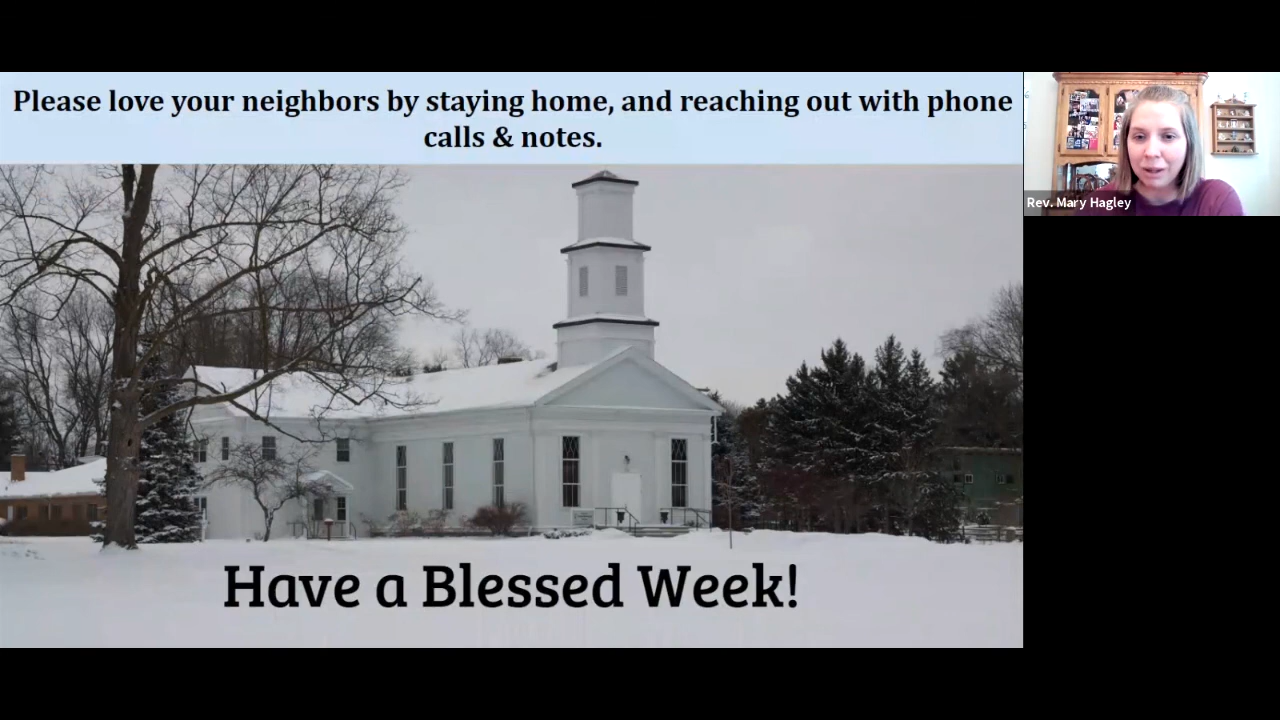 Please love your neighbors by staying home, and reaching out with phone
calls & notes.
Rev. Mary Hagley
Have a Blessed Week!